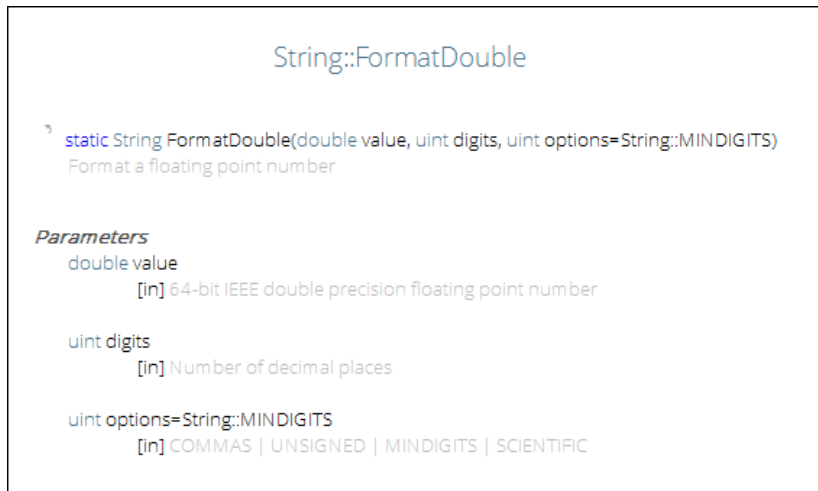 String::FormatDouble
static String FormatDouble(double value, uint digits, uint options=String::MINDIGITS)
Format a floating point number
Parameters
double value
[in] 64-bit IEEE double precision floating point number
uint digits
[in] Number of decimal places
uint options=String::MINDIGITS
[in] COMMAS | UNSIGNED | MINDIGITS | SCIENTIFIC